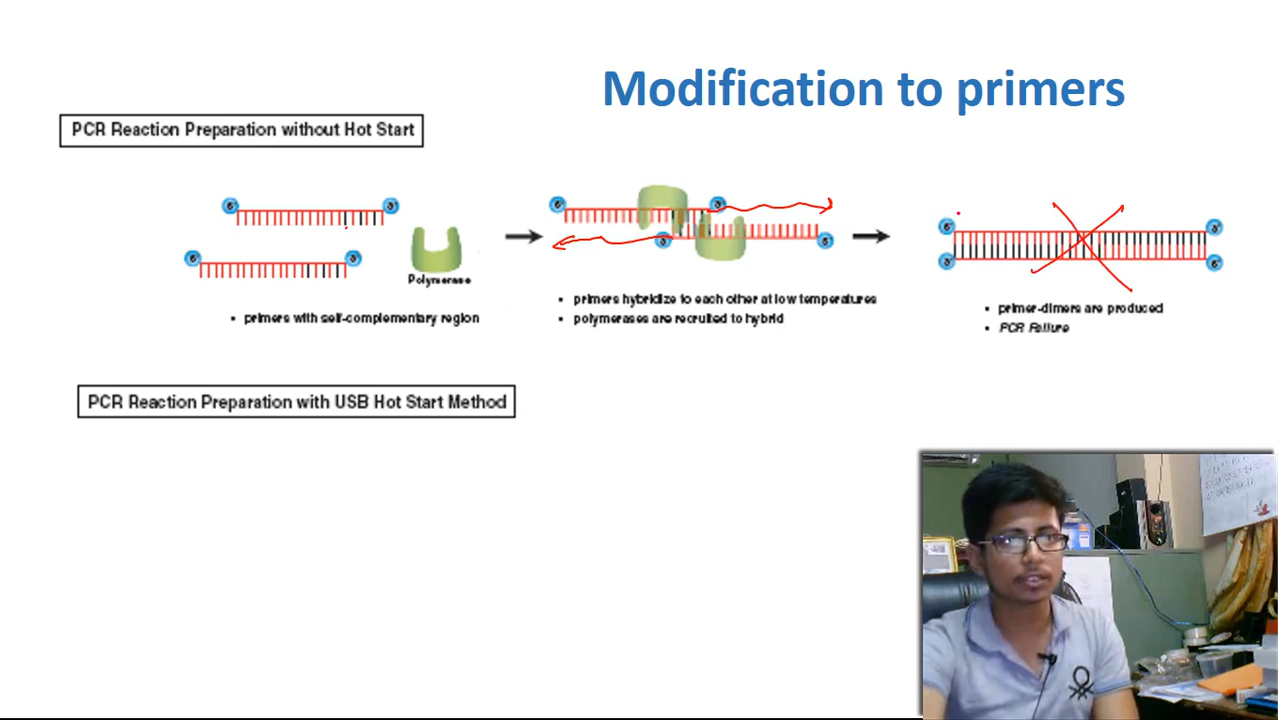 Modification to primers
PCR Reaction Preparation without Hot Start
Polymerase
primers with self-complementary region
primers hybridize to each other at low temperatures
polymerases are recruited to hybrid
primer-dimers are produced
PCR Failure
PCR Reaction Preparation with USB Hot Start Method